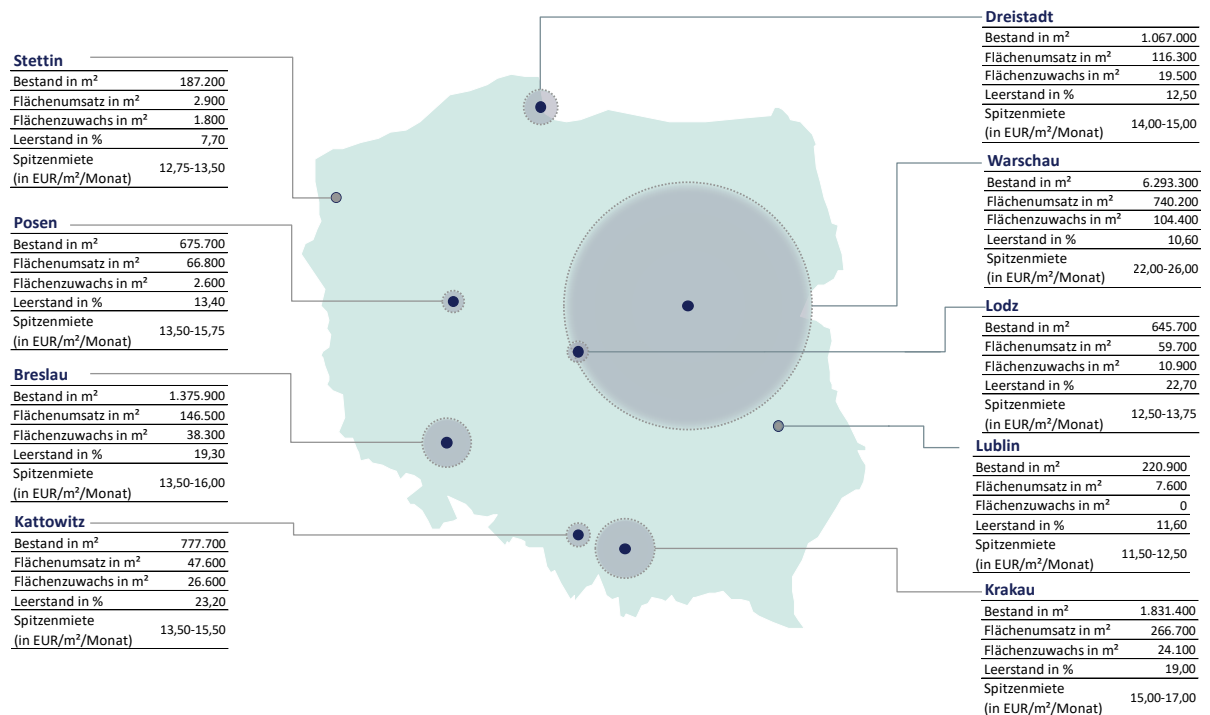 Stettin
Bestand in m² 187.200
Flächenumsatz in m² 2.900
Flächenzuwachs in m² 1.800
Leerstand in % 7,70
Spitzenmiete
(in EUR/m²/Monat) 12,75-13,50
Posen
Bestand in m² 675.700
Flächenumsatz in m² 66.800
Flächenzuwachs in m² 2.600
Leerstand in % 13,40
Spitzenmiete
(in EUR/m²/Monat) 13,50-15,75
Breslau
Bestand in m² 1.375.900
Flächenumsatz in m² 146.500
Flächenzuwachs in m² 38.300
Leerstand in % 19,30
Spitzenmiete
(in EUR/m²/Monat) 13,50-16,00
Kattowitz
Bestand in m² 777.700
Flächenumsatz in m² 47.600
Flächenzuwachs in m² 26.600
Leerstand in % 23,20
Spitzenmiete
(in EUR/m²/Monat) 13,50-15,50
Dreistadt
Bestand in m² 1.067.000
Flächenumsatz in m² 116.300
Flächenzuwachs in m² 19.500
Leerstand in % 12,50
Spitzenmiete
(in EUR/m²/Monat) 14,00-15,00
Warschau
Bestand in m² 6.293.300
Flächenumsatz in m² 740.200
Flächenzuwachs in m² 104.400
Leerstand in % 10,60
Spitzenmiete
(in EUR/m²/Monat) 22,00-26,00
Lodz
Bestand in m² 645.700
Flächenumsatz in m² 59.700
Flächenzuwachs in m² 10.900
Leerstand in % 22,70
Spitzenmiete
(in EUR/m²/Monat) 12,50-13,75
Lublin
Bestand in m² 220.900
Flächenumsatz in m² 7.600
Flächenzuwachs in m² 0
Leerstand in % 11,60
Spitzenmiete
(in EUR/m²/Monat) 11,50-12,50
Krakau
Bestand in m² 1.831.400
Flächenumsatz in m² 266.700
Flächenzuwachs in m² 24.100
Leerstand in % 19,00
Spitzenmiete
(in EUR/m²/Monat) 15,00-17,00